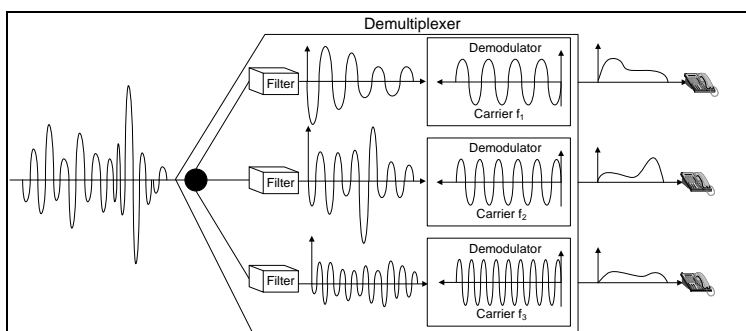 Demultiplexer
Demodulator
Filter
Carrier f1
Demodulator
Filter
Carrier f2
Demodulator
Filter
Carrier f3